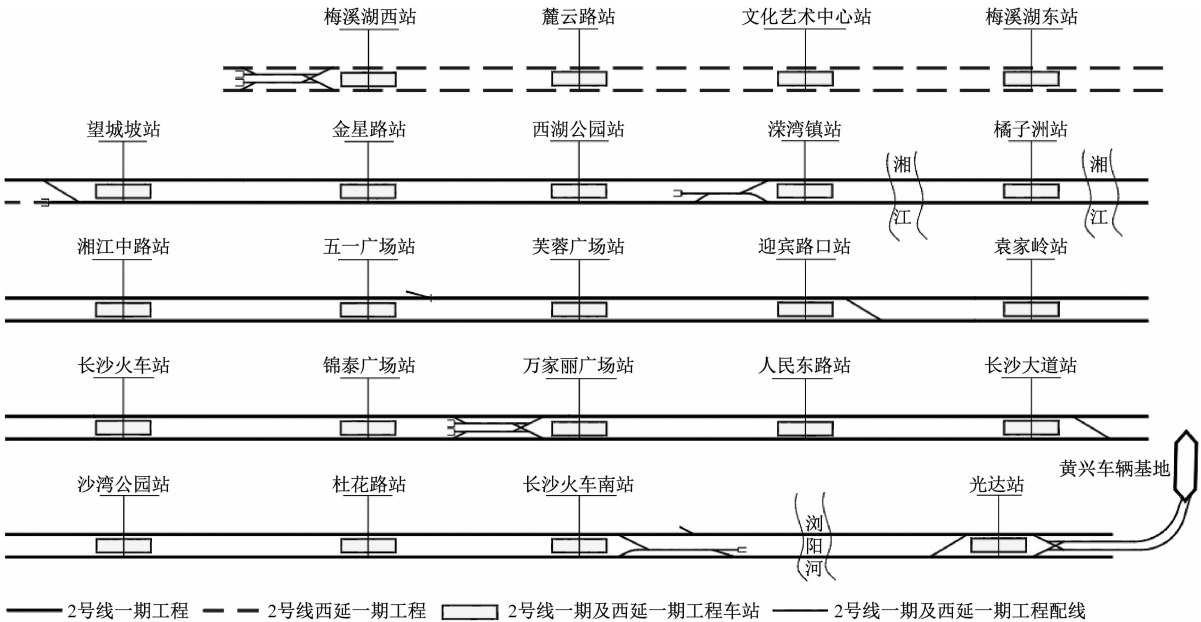 梅溪湖西站 麓云路站 文化艺术中心站 梅溪湖东站
望城坡站 金星路站 西湖公园站 溁湾镇站 橘子洲站
湘江 湘江
湘江中路站 五一广场站 芙蓉广场站 迎宾路口站 袁家岭站
长沙火车站 锦泰广场站 万家丽广场站 人民东路站 长沙大道站
黄兴车辆基地
沙湾公园站 杜花路站 长沙火车南站 光达站
浏阳河
2号线一期工程 2号线西延一期工程 2号线一期及西延一期工程车站 2号线一期及西延一期工程配线